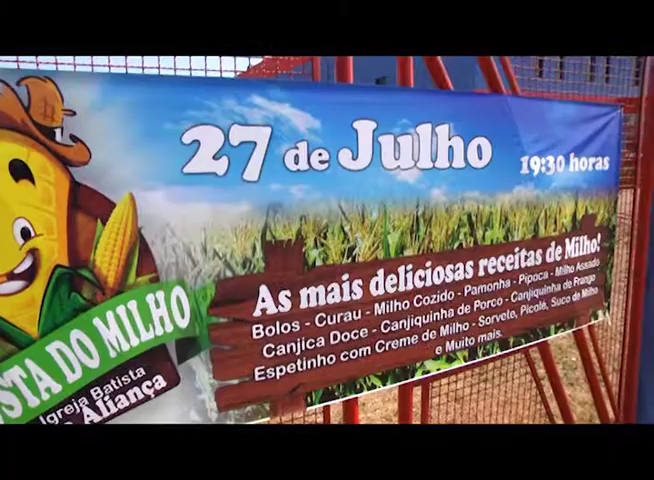 27 de Julho
19:30 horas
As mais deliciosas receitas de Milho!
Bolos - Curau - Milho Cozido - Pamonha - Pipoca - Milho Assado
Canjica Doce - Canjiquinha de Porco - Canjiquinha de Frango
Espetinho com Creme de Milho - Sorvete, Picolé, Suco de Milho
e Muito mais.
STA DO MILHO
Igreja Batista
Aliança